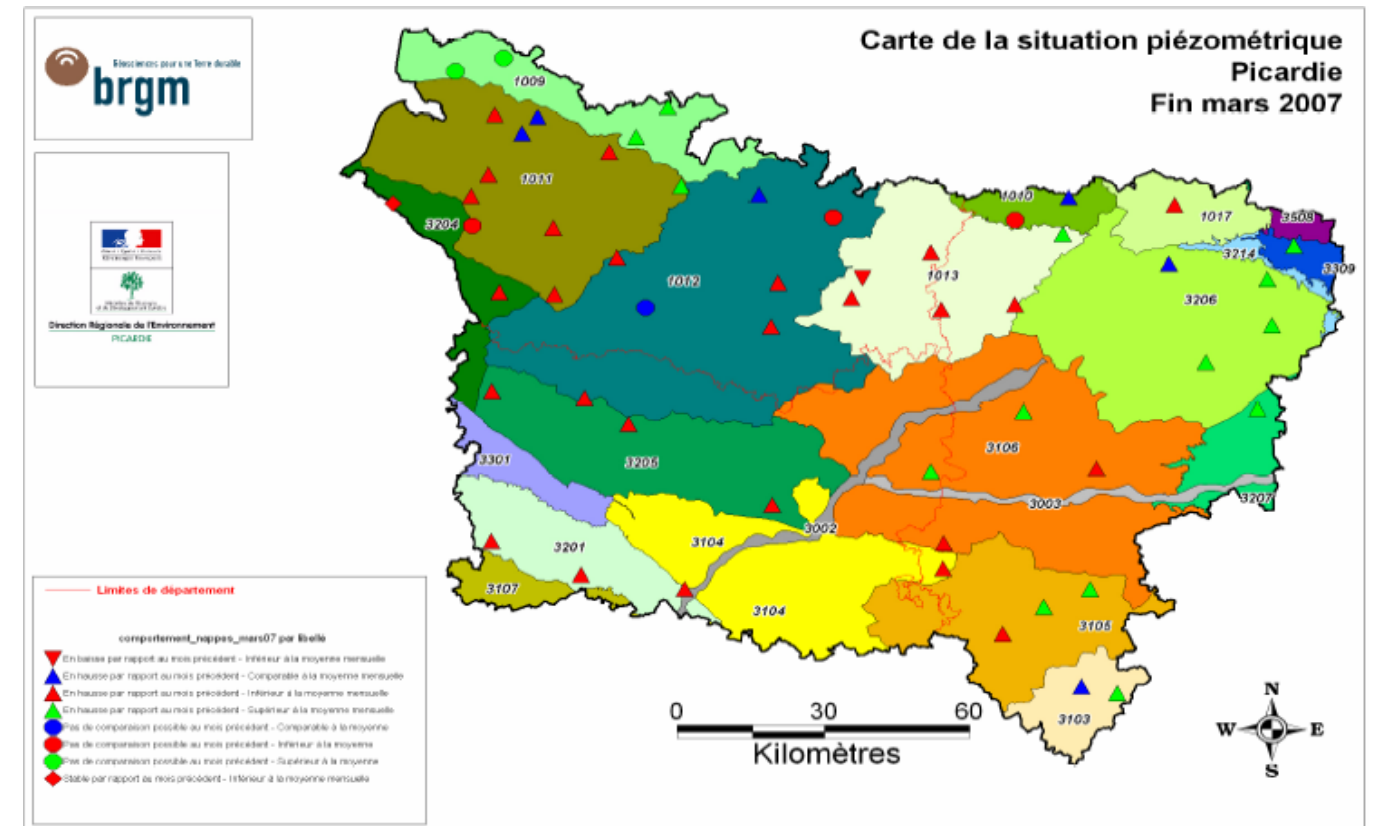 Géosciences pour une Terre durable
brgm
Carte de la situation piézométrique
Picardie
Fin mars 2007
Direction Régionale de l'Environnement
PICARDIE
1009
1011
3204
1012
1010
1013
1017
3508
3214
3309
3206
3106
3301
3205
3003
3207
3002
3104
3201
3107
3104
3105
3103
Limites de département
comportement_nappes_mars07 par libellé
En baisse par rapport au mois précédent - Inférieur à la moyenne mensuelle
En hausse par rapport au mois précédent - Comparable à la moyenne mensuelle
En hausse par rapport au mois précédent - Inférieur à la moyenne mensuelle
En hausse par rapport au mois précédent - Supérieur à la moyenne mensuelle
Pas de comparaison possible au mois précédent - Comparable à la moyenne
Pas de comparaison possible au mois précédent - Inférieur à la moyenne
Pas de comparaison possible au mois précédent - Supérieur à la moyenne
Stable par rapport au mois précédent - Inférieur à la moyenne mensuelle
0 30 60
Kilomètres
N
W E
S